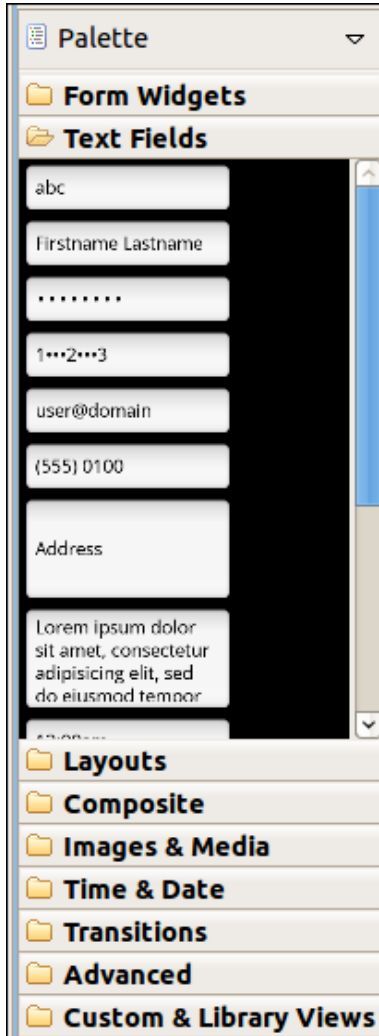 Palette
Form Widgets
Text Fields
abc
Firstname Lastname
••••••••
1•••2•••3
user@domain
(555) 0100
Address
Lorem ipsum dolor
sit amet, consectetur
adipisicing elit, sed
do eiusmod tempor
Layouts
Composite
Images & Media
Time & Date
Transitions
Advanced
Custom & Library Views